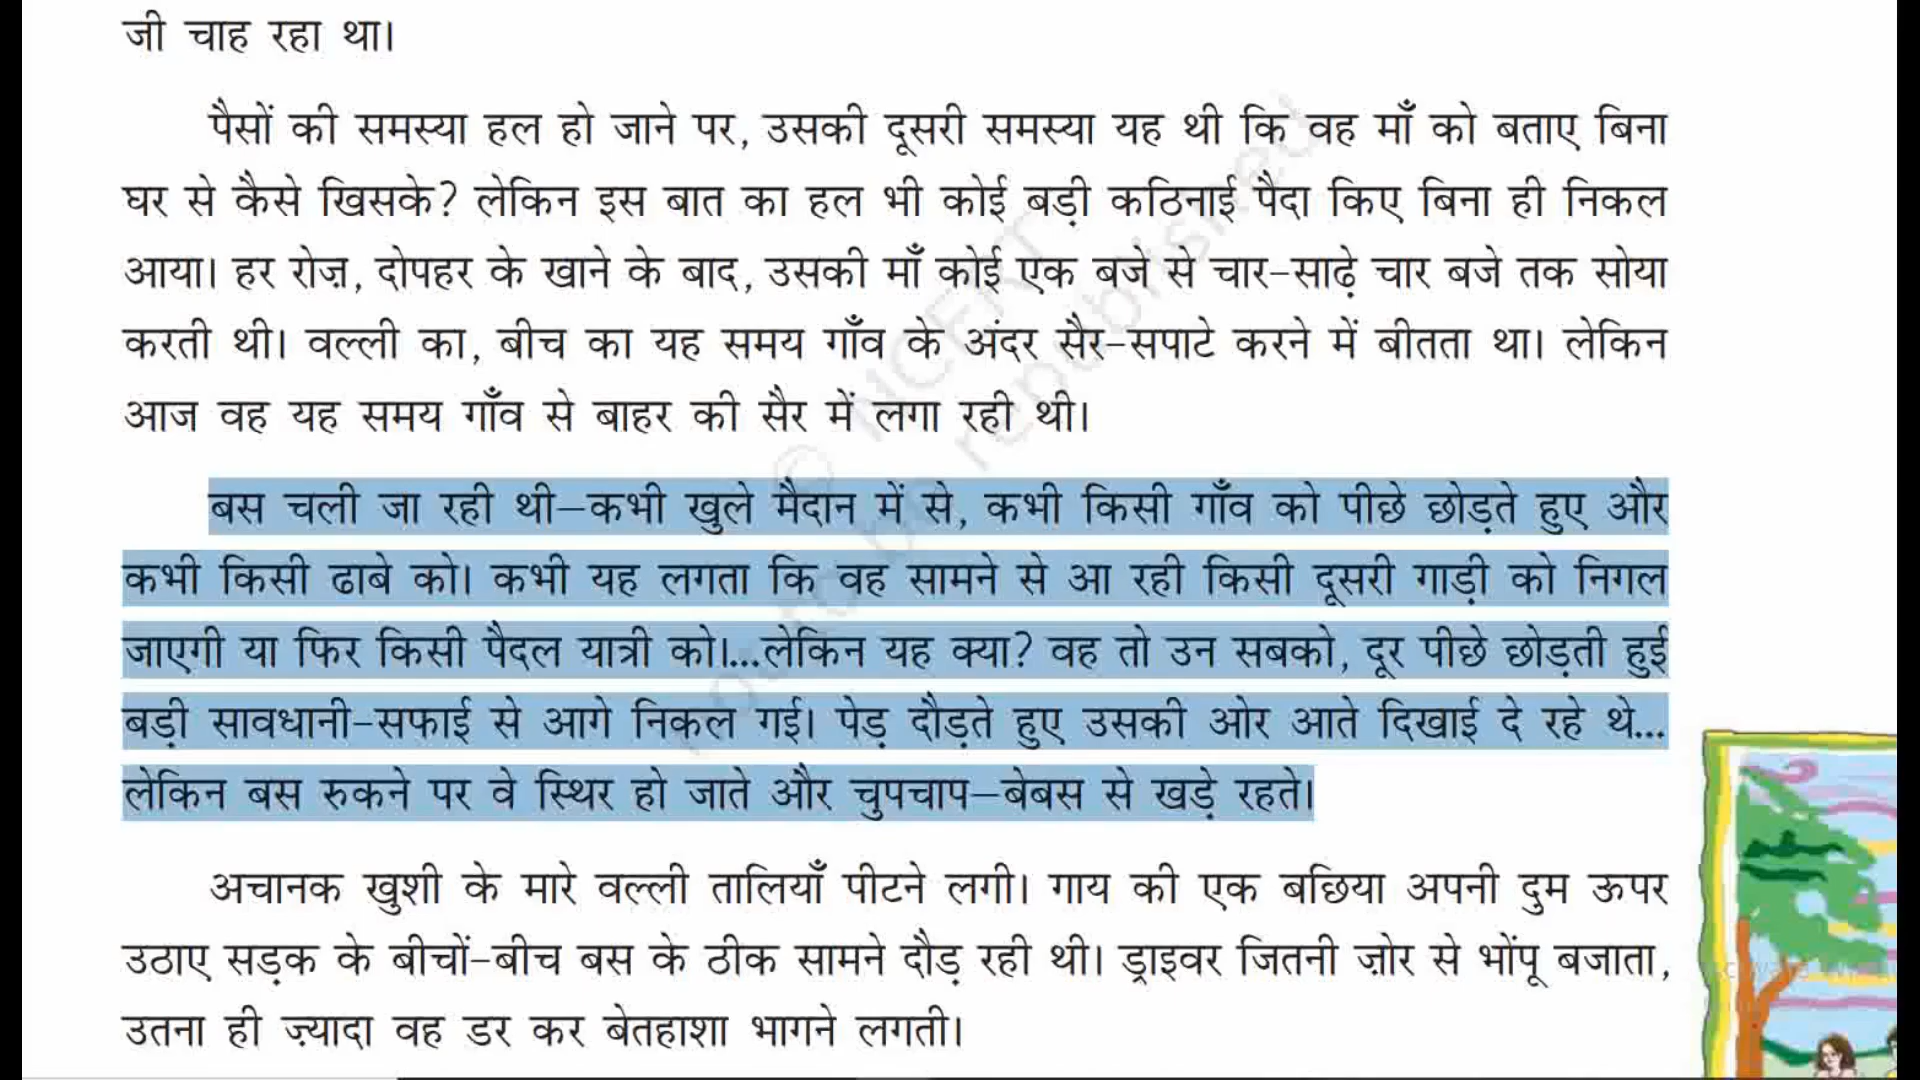 जी चाह रहा था।
पैसों की समस्या हल हो जाने पर, उसकी दूसरी समस्या यह थी कि वह माँ को बताए बिना
घर से कैसे खिसके? लेकिन इस बात का हल भी कोई बड़ी कठिनाई पैदा किए बिना ही निकल
आया। हर रोज़, दोपहर के खाने के बाद, उसकी माँ कोई एक बजे से चार-साढ़े चार बजे तक सोया
करती थी। वल्ली का, बीच का यह समय गाँव के अंदर सैर-सपाटे करने में बीतता था। लेकिन
आज वह यह समय गाँव से बाहर की सैर में लगा रही थी।
बस चली जा रही थी–कभी खुले मैदान में से, कभी किसी गाँव को पीछे छोड़ते हुए और
कभी किसी ढाबे को। कभी यह लगता कि वह सामने से आ रही किसी दूसरी गाड़ी को निगल
जाएगी या फिर किसी पैदल यात्री को।...लेकिन यह क्या? वह तो उन सबको, दूर पीछे छोड़ती हुई
बड़ी सावधानी-सफाई से आगे निकल गई। पेड़ दौड़ते हुए उसकी ओर आते दिखाई दे रहे थे...
लेकिन बस रुकने पर वे स्थिर हो जाते और चुपचाप–बेबस से खड़े रहते।
अचानक खुशी के मारे वल्ली तालियाँ पीटने लगी। गाय की एक बछिया अपनी दुम ऊपर
उठाए सड़क के बीचों-बीच बस के ठीक सामने दौड़ रही थी। ड्राइवर जितनी ज़ोर से भोंपू बजाता,
उतना ही ज़्यादा वह डर कर बेतहाशा भागने लगती।
© NCERT
not to be republished